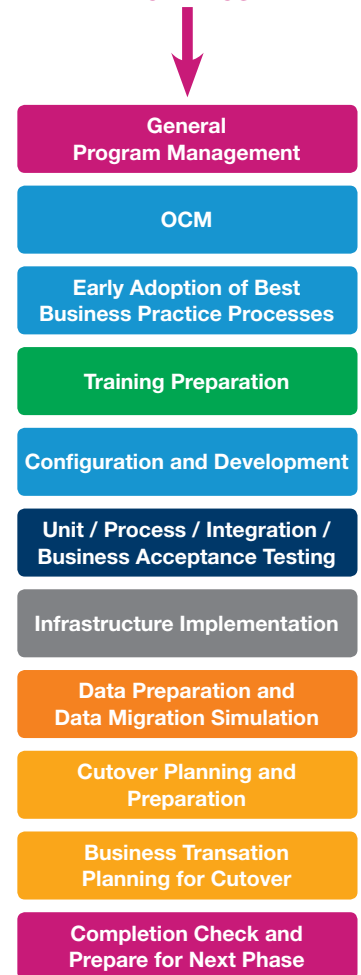 General
Program Management
OCM
Early Adoption of Best
Business Practice Processes
Training Preparation
Configuration and Development
Unit / Process / Integration /
Business Acceptance Testing
Infrastructure Implementation
Data Preparation and
Data Migration Simulation
Cutover Planning and
Preparation
Business Transation
Planning for Cutover
Completion Check and
Prepare for Next Phase